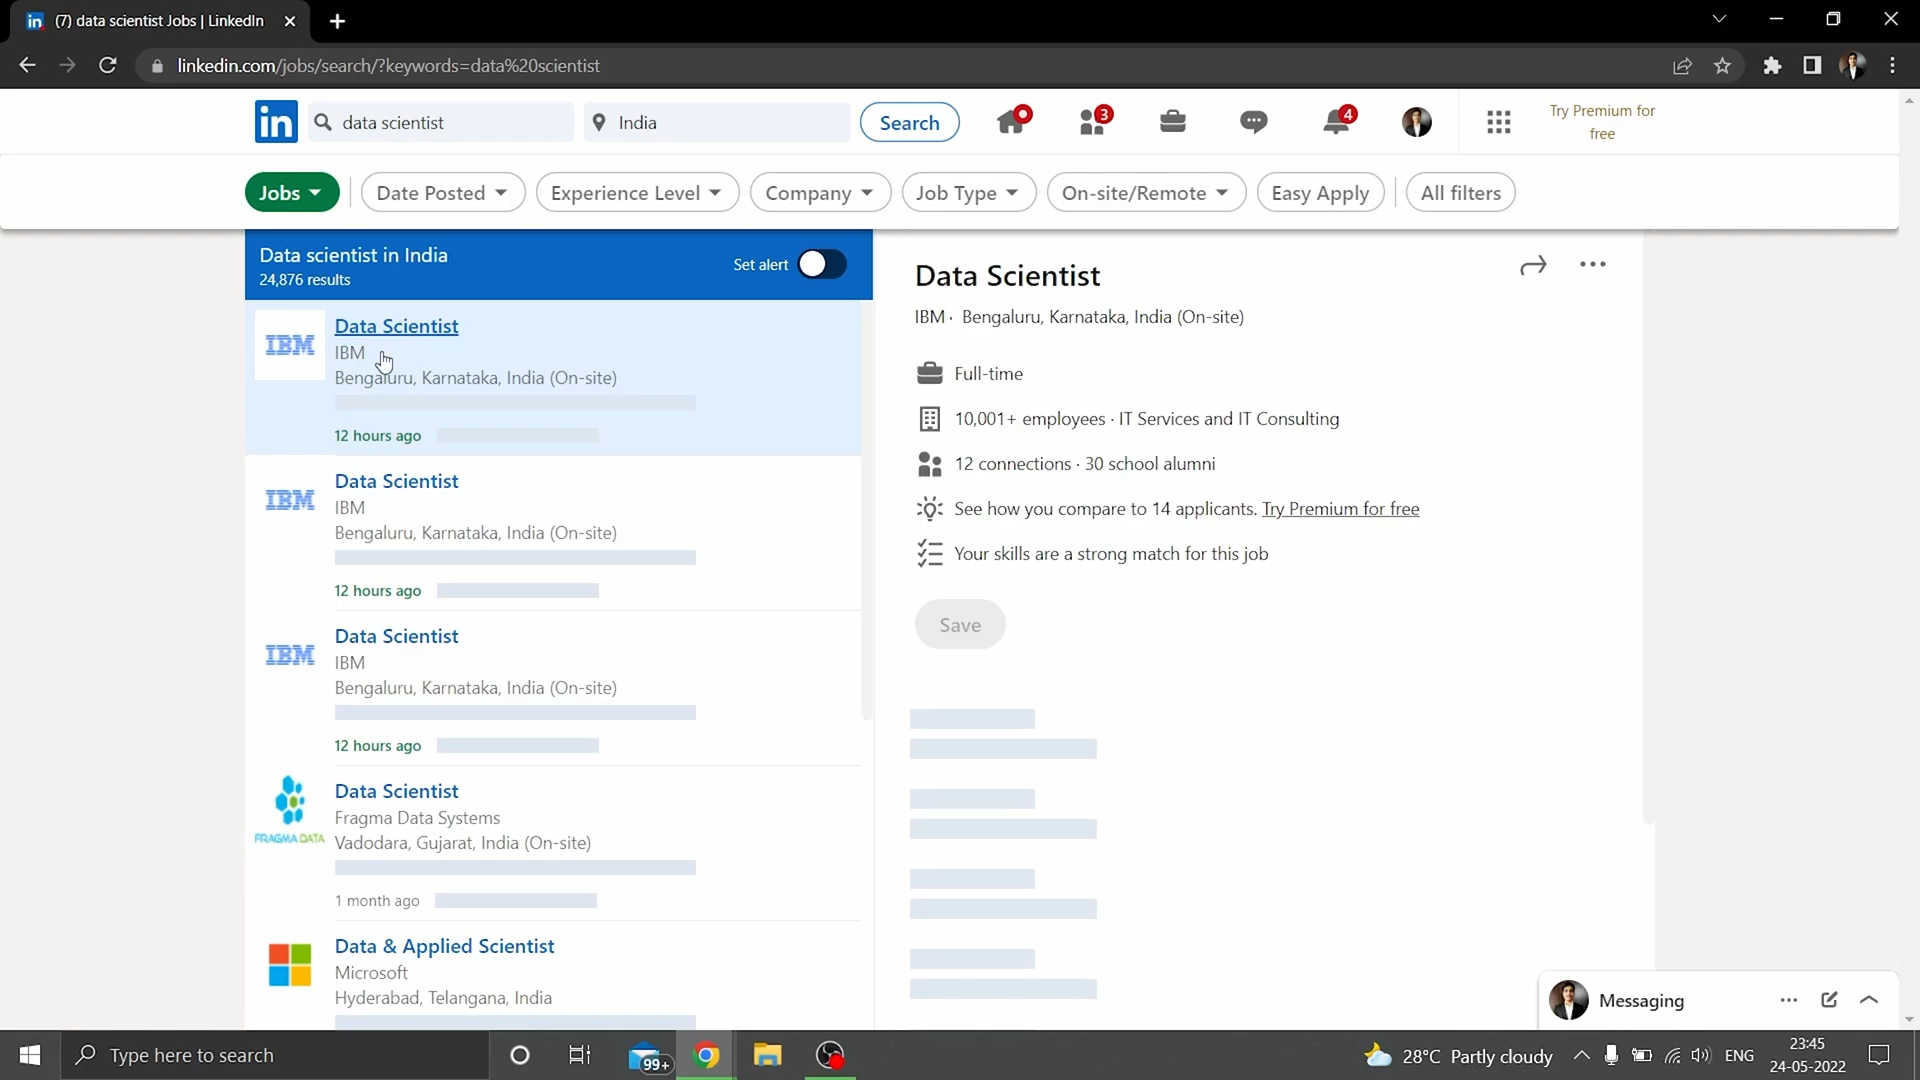 (7) data scientist Jobs | LinkedIn
linkedin.com/jobs/search/?keywords=data%20scientist
in
data scientist
India
Search
3
4
Try Premium for
free
Jobs
Date Posted
Experience Level
Company
Job Type
On-site/Remote
Easy Apply
All filters
Data scientist in India
24,876 results
Set alert
IBM
Data Scientist
IBM
Bengaluru, Karnataka, India (On-site)
12 hours ago
IBM
Data Scientist
IBM
Bengaluru, Karnataka, India (On-site)
12 hours ago
IBM
Data Scientist
IBM
Bengaluru, Karnataka, India (On-site)
12 hours ago
FRAGMA DATA
Data Scientist
Fragma Data Systems
Vadodara, Gujarat, India (On-site)
1 month ago
Data & Applied Scientist
Microsoft
Hyderabad, Telangana, India
Data Scientist
IBM · Bengaluru, Karnataka, India (On-site)
Full-time
10,001+ employees · IT Services and IT Consulting
12 connections · 30 school alumni
See how you compare to 14 applicants. Try Premium for free
Your skills are a strong match for this job
Save
Messaging
Type here to search
99+
28°C Partly cloudy
ENG
23:45
24-05-2022